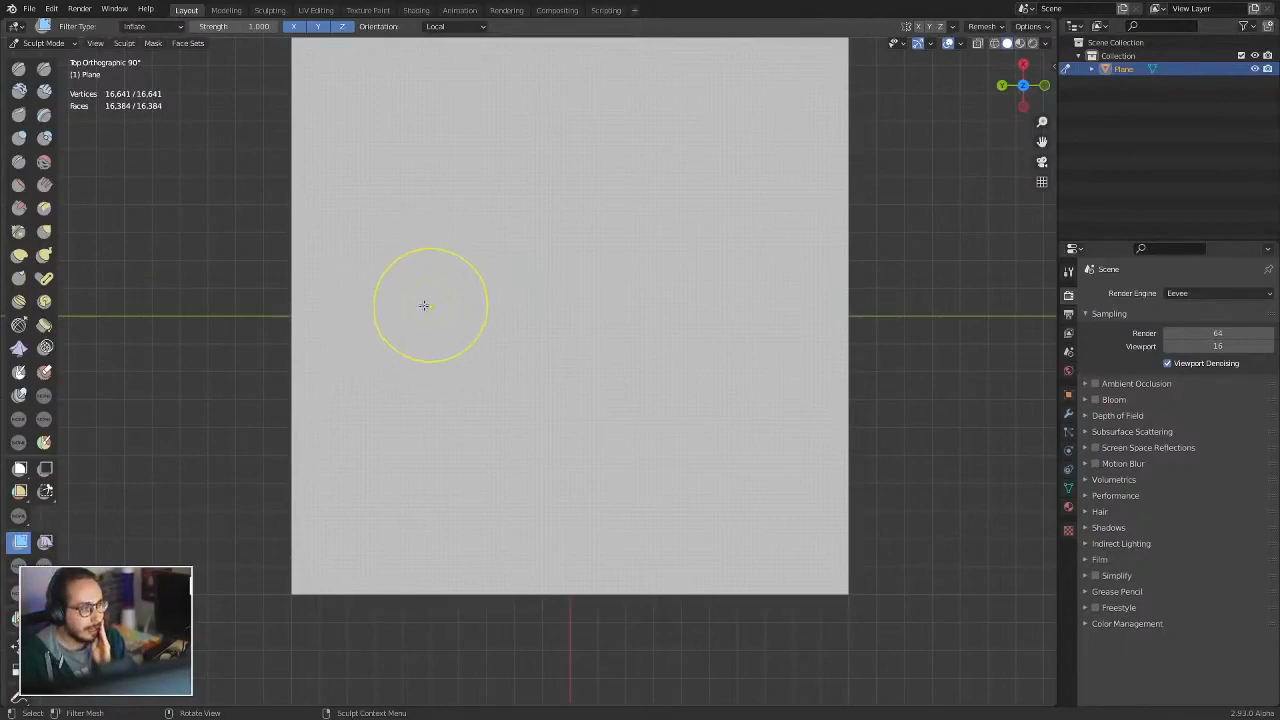 File Edit Render Window Help Layout Modeling Sculpting UV Editing Texture Paint Shading Animation Rendering Compositing Scripting + Scene View Layer
Filter Type: Inflate Strength 1.000 X Y Z Orientation: Local X Y Z Remesh Options
Sculpt Mode View Sculpt Mask Face Sets
Scene Collection
Collection
Plane
Top Orthographic 90°
(1) Plane
Vertices 16,641/16,641
Faces 16,384/16,384
X
Y
Z
Scene
Render Engine Eevee
Sampling
Render 64
Viewport 16
Viewport Denoising
Ambient Occlusion
Bloom
Depth of Field
Subsurface Scattering
Screen Space Reflections
Motion Blur
Volumetrics
Performance
Hair
Shadows
Indirect Lighting
Film
Simplify
Grease Pencil
Freestyle
Color Management
Select Filter Mesh Rotate View Sculpt Context Menu 2.93.0 Alpha